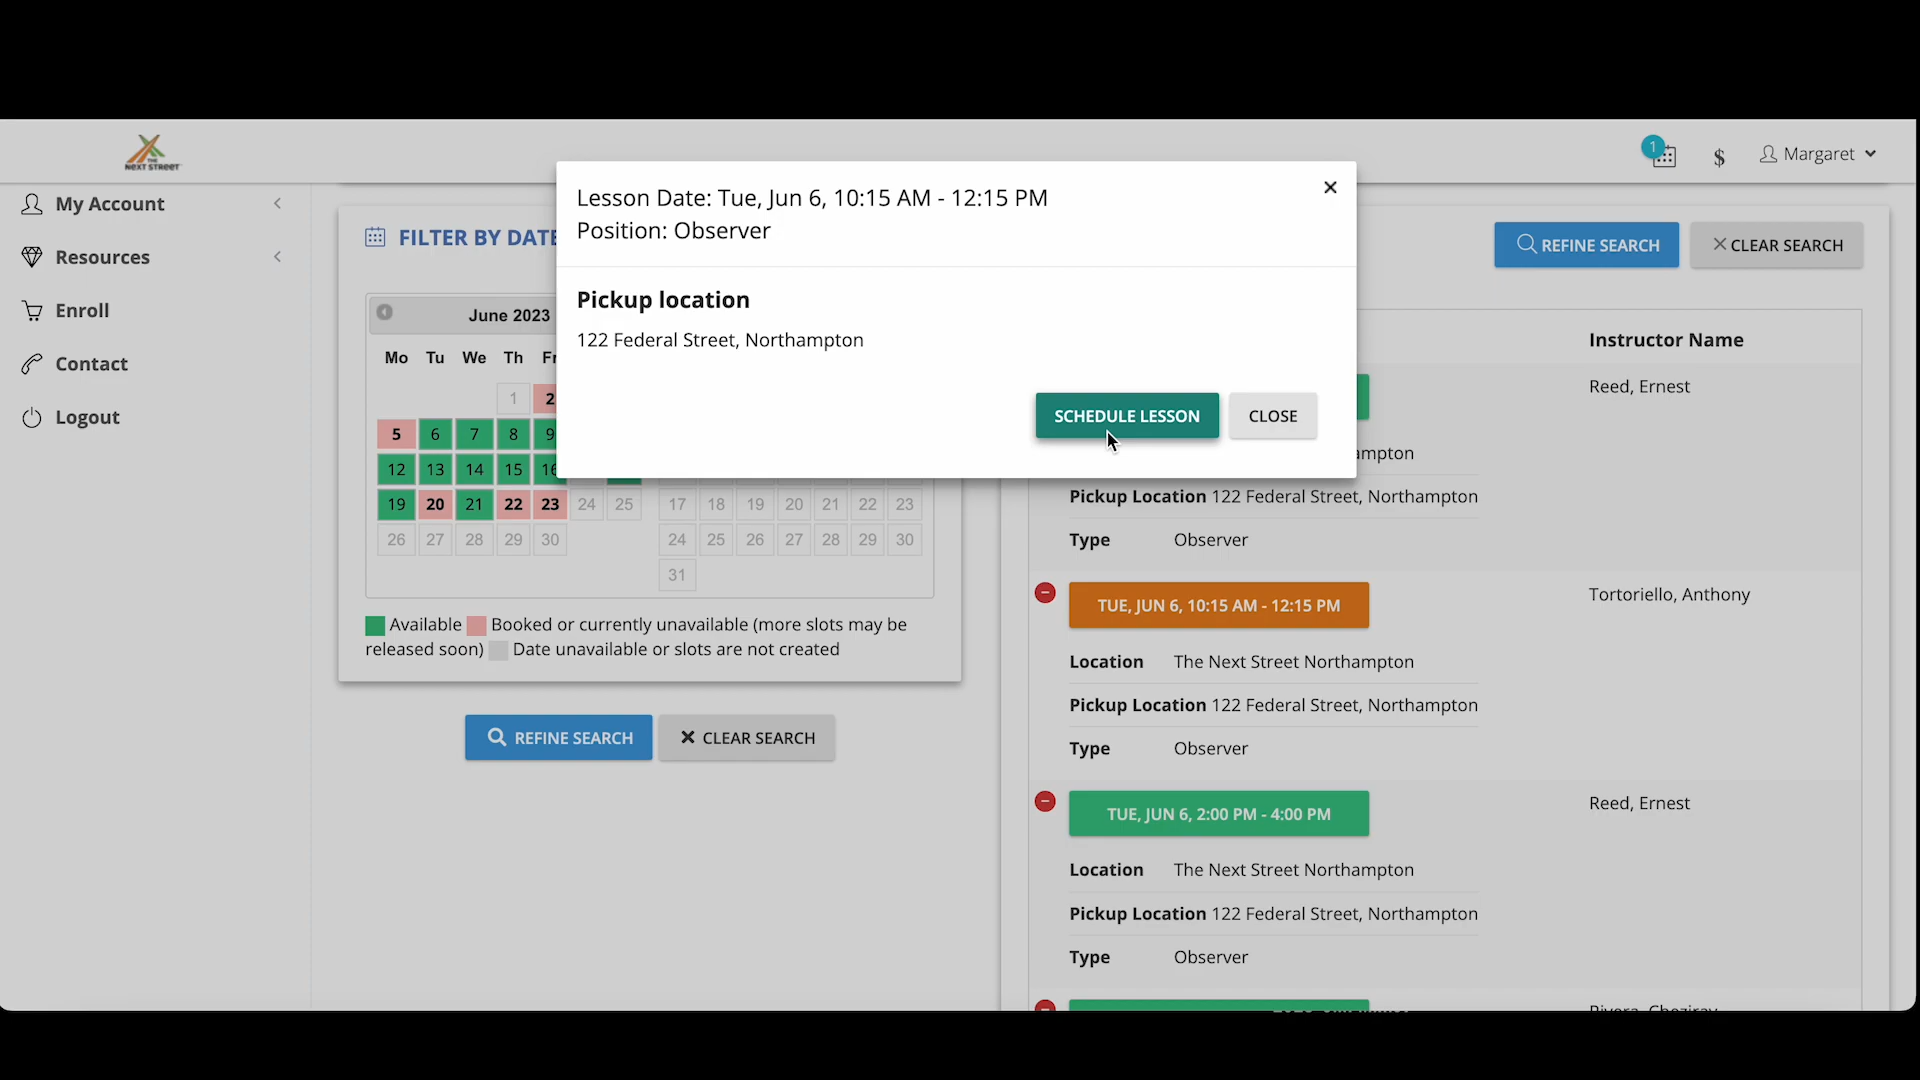 THE
NEXT STREET
1
$
Margaret
My Account
Resources
Enroll
Contact
Logout
FILTER BY DATE
June 2023
Mo Tu We Th Fr
1 2
5 6 7 8 9
12 13 14 15 16
19 20 21 22 23 24 25
26 27 28 29 30
17 18 19 20 21 22 23
24 25 26 27 28 29 30
31
Available Booked or currently unavailable (more slots may be
released soon) Date unavailable or slots are not created
REFINE SEARCH CLEAR SEARCH
Lesson Date: Tue, Jun 6, 10:15 AM - 12:15 PM
Position: Observer
Pickup location
122 Federal Street, Northampton
SCHEDULE LESSON CLOSE
REFINE SEARCH CLEAR SEARCH
Instructor Name
Reed, Ernest
Pickup Location 122 Federal Street, Northampton
Type Observer
TUE, JUN 6, 10:15 AM - 12:15 PM Tortoriello, Anthony
Location The Next Street Northampton
Pickup Location 122 Federal Street, Northampton
Type Observer
TUE, JUN 6, 2:00 PM - 4:00 PM Reed, Ernest
Location The Next Street Northampton
Pickup Location 122 Federal Street, Northampton
Type Observer